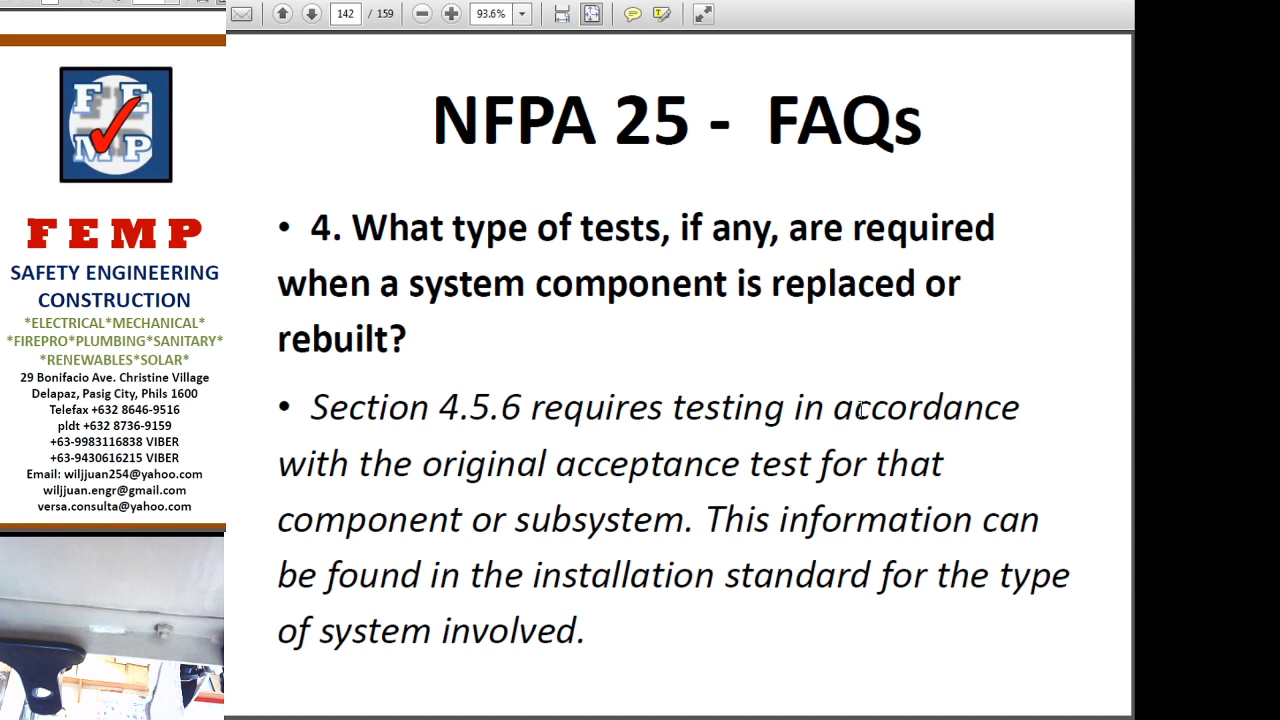 142 / 159 93.6%
F E
M P
F E M P
SAFETY ENGINEERING
CONSTRUCTION
*ELECTRICAL*MECHANICAL*
*FIREPRO*PLUMBING*SANITARY*
*RENEWABLES*SOLAR*
29 Bonifacio Ave. Christine Village
Delapaz, Pasig City, Phils 1600
Telefax +632 8646-9516
pldt +632 8736-9159
+63-9983116838 VIBER
+63-9430616215 VIBER
Email: wiljjuan254@yahoo.com
wiljjuan.engr@gmail.com
versa.consulta@yahoo.com
NFPA 25 - FAQs
• 4. What type of tests, if any, are required
when a system component is replaced or
rebuilt?
• Section 4.5.6 requires testing in accordance
with the original acceptance test for that
component or subsystem. This information can
be found in the installation standard for the type
of system involved.